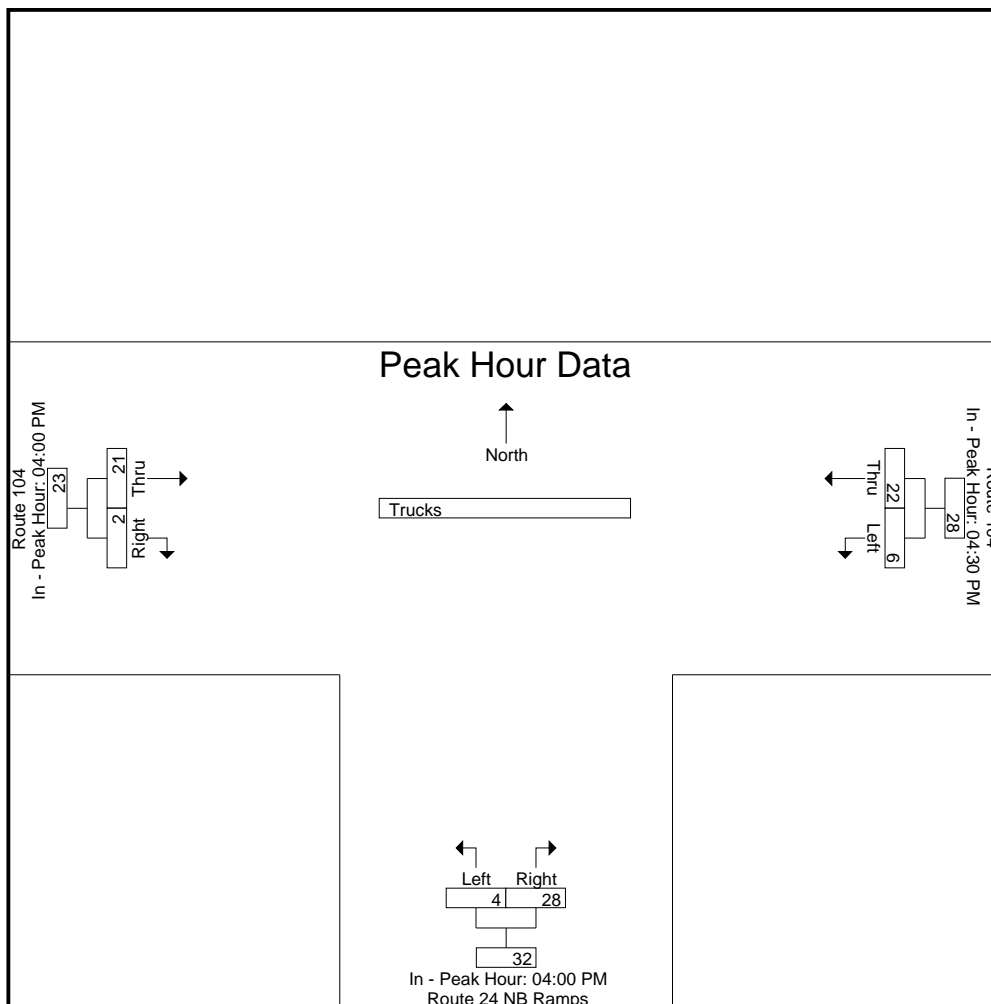 Peak Hour Data
North
Trucks
Route 104
In - Peak Hour: 04:00 PM
23
21
2
Thru
Right
Route 104
In - Peak Hour: 04:30 PM
28
22
6
Thru
Left
Left Right
4 28
32
In - Peak Hour: 04:00 PM
Route 24 NB Ramps